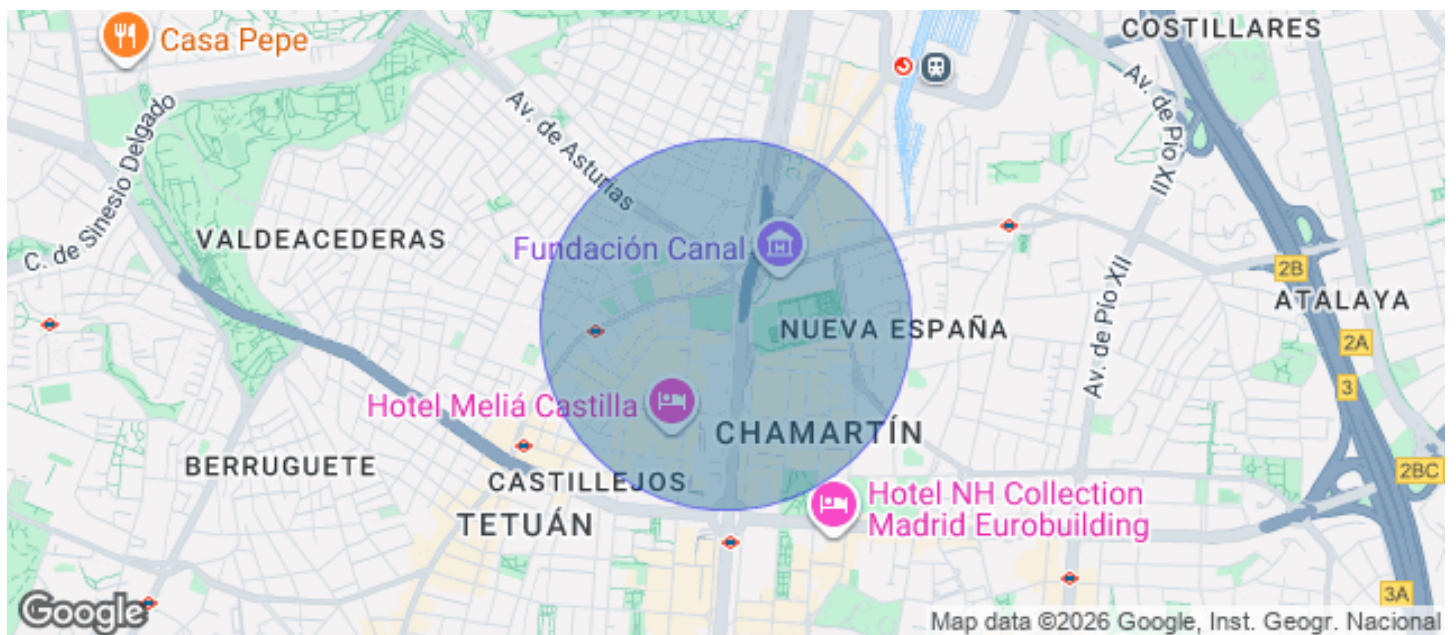 COSTILLARES
Casa Pepe
Av. de Pío XII
Av. de Asturias
C. de Sinesio Delgado
VALDEACEDERAS
Fundación Canal
2B
ATALAYA
NUEVA ESPAÑA
2A
Av. de Pío XII
3
Hotel Meliá Castilla
CHAMARTÍN
BERRUGUETE
2BC
CASTILLEJOS
Hotel NH Collection
Madrid Eurobuilding
TETUÁN
3A
Google
Map data ©2026 Google, Inst. Geogr. Nacional